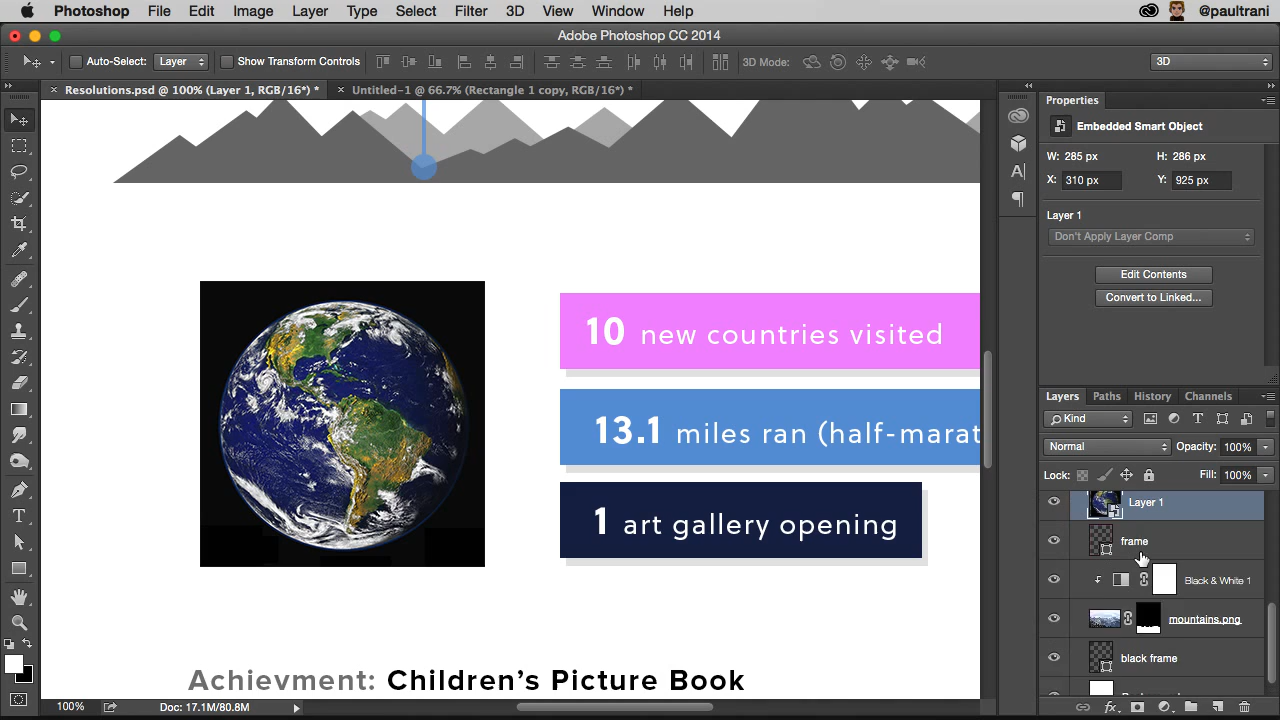 Photoshop File Edit Image Layer Type Select Filter 3D View Window Help @paultrani
Adobe Photoshop CC 2014
Auto-Select: Layer Show Transform Controls 3D Mode: 3D
Resolutions.psd @ 100% (Layer 1, RGB/16*) * Untitled-1 @ 66.7% (Rectangle 1 copy, RGB/16*) *
Properties
Embedded Smart Object
W: 285 px H: 286 px
X: 310 px Y: 925 px
Layer 1
Don't Apply Layer Comp
Edit Contents
Convert to Linked...
10 new countries visited
13.1 miles ran (half-marat
1 art gallery opening
Achievment: Children's Picture Book
Layers Paths History Channels
Kind
Normal Opacity: 100%
Lock: Fill: 100%
Layer 1
frame
Black & White 1
mountains.png
black frame
100% Doc: 17.1M/80.8M